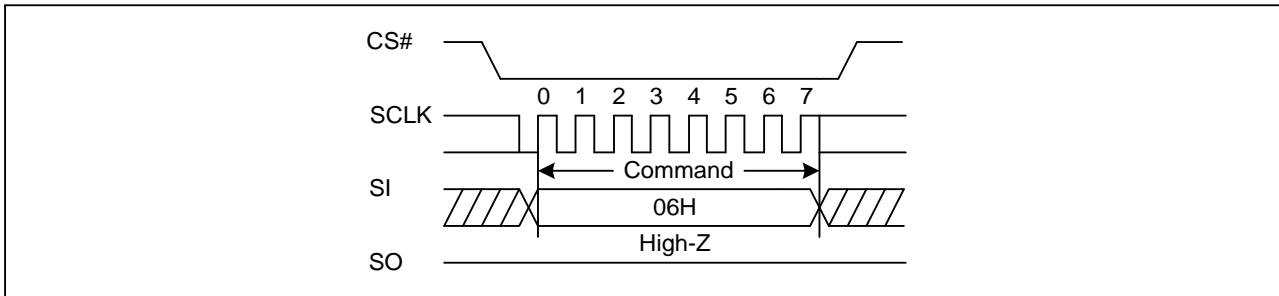 CS#
0 1 2 3 4 5 6 7
SCLK
Command
SI
06H
High-Z
SO